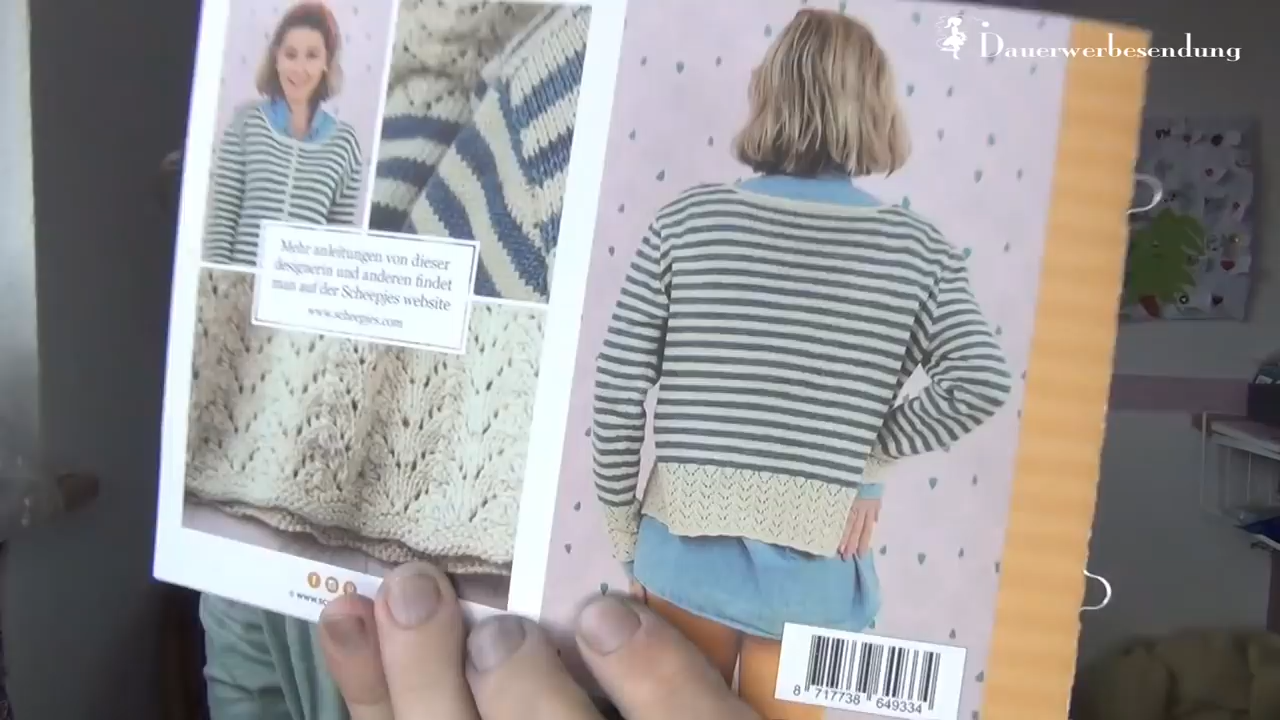 Dauerwerbesendung
Mehr anleitungen von dieser
designerin und anderen findet
man auf der Scheepjes website
www.scheepjes.com
8 717738 649334